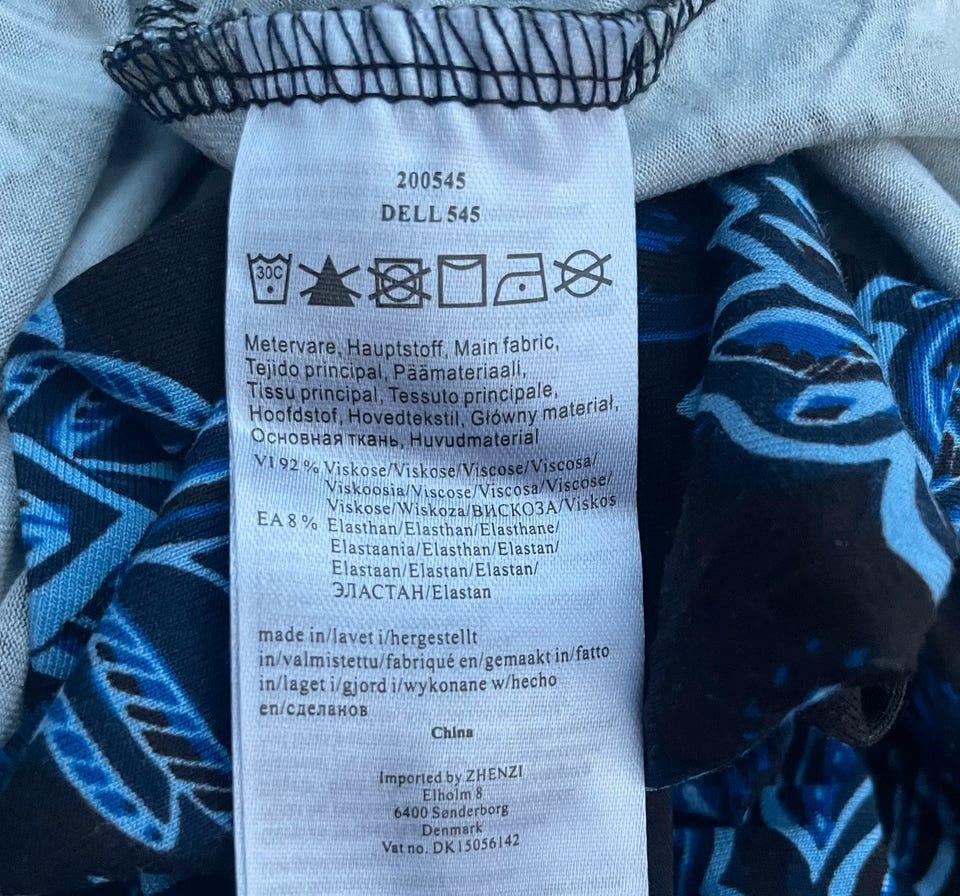 200545
DELL 545
30C
Metervare, Hauptstoff, Main fabric,
Tejido principal, Päämateriaali,
Tissu principal, Tessuto principale,
Hoofdstof, Hovedtekstil, Główny materiał,
Основная ткань, Huvudmaterial
VI 92 % Viskose/Viskose/Viscose/Viscosa/
Viskoosia/Viscose/Viscosa/Viscose/
Viskose/Wiskoza/ВИСКОЗА/Viskos
EA 8 % Elasthan/Elasthan/Elasthane/
Elastaania/Elasthan/Elastan/
Elastaan/Elastan/Elastan/
ЭЛАСТАН/Elastan
made in/lavet i/hergestellt
in/valmistettu/fabriqué en/gemaakt in/fatto
in/laget i/gjord i/wykonane w/hecho
en/сделанов
China
Imported by ZHENZI
Elholm 8
6400 Sønderborg
Denmark
Vat no. DK15056142